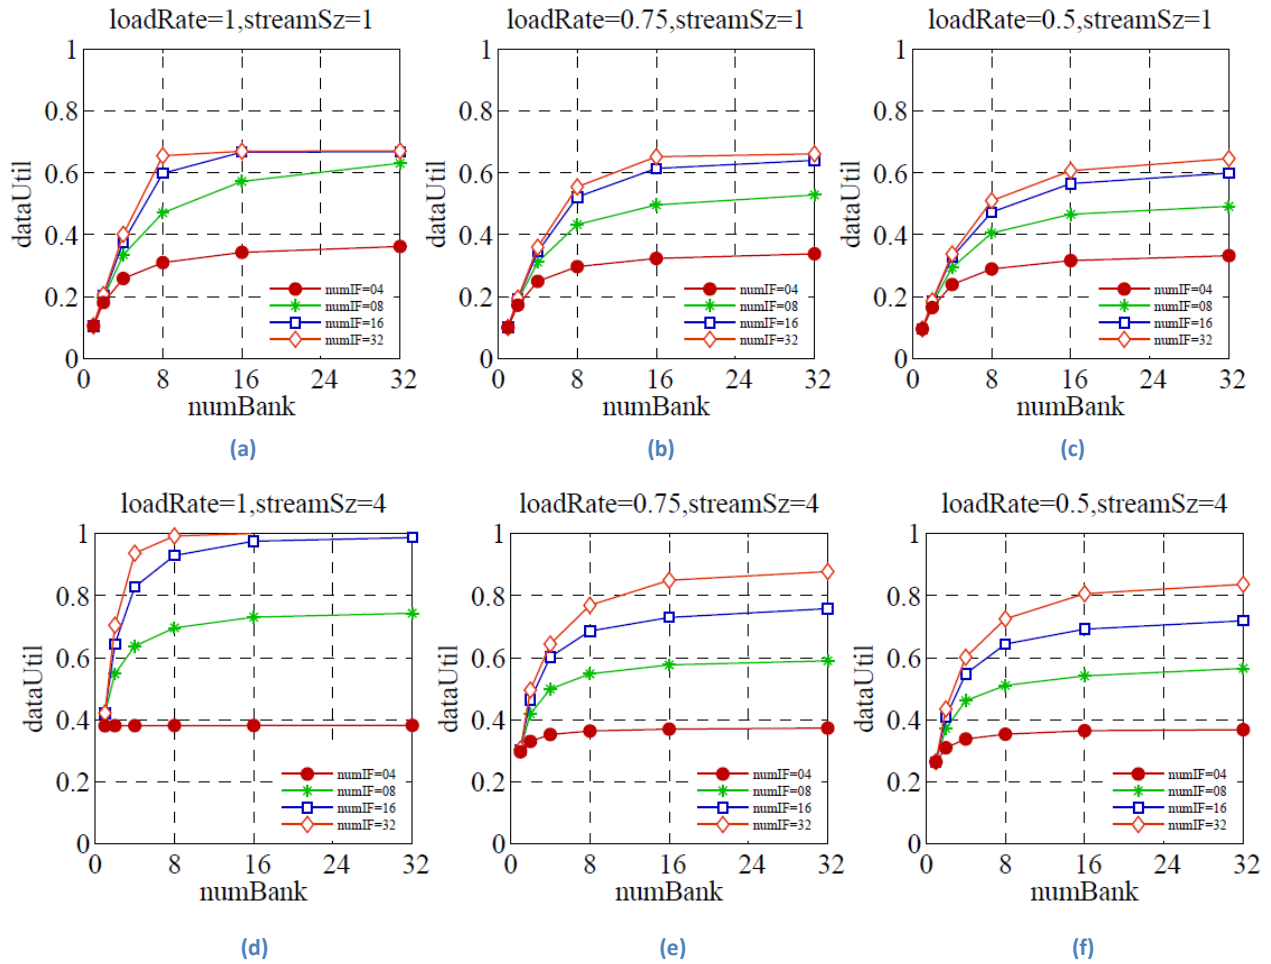 loadRate=1,streamSz=1
1
0.8
0.6
0.4
0.2
0
dataUtil
numIF=04
numIF=08
numIF=16
numIF=32
0 8 16 24 32
numBank
(a)
loadRate=0.75,streamSz=1
1
0.8
0.6
0.4
0.2
0
dataUtil
numIF=04
numIF=08
numIF=16
numIF=32
0 8 16 24 32
numBank
(b)
loadRate=0.5,streamSz=1
1
0.8
0.6
0.4
0.2
0
dataUtil
numIF=04
numIF=08
numIF=16
numIF=32
0 8 16 24 32
numBank
(c)
loadRate=1,streamSz=4
1
0.8
0.6
0.4
0.2
0
dataUtil
numIF=04
numIF=08
numIF=16
numIF=32
0 8 16 24 32
numBank
(d)
loadRate=0.75,streamSz=4
1
0.8
0.6
0.4
0.2
0
dataUtil
numIF=04
numIF=08
numIF=16
numIF=32
0 8 16 24 32
numBank
(e)
loadRate=0.5,streamSz=4
1
0.8
0.6
0.4
0.2
0
dataUtil
numIF=04
numIF=08
numIF=16
numIF=32
0 8 16 24 32
numBank
(f)